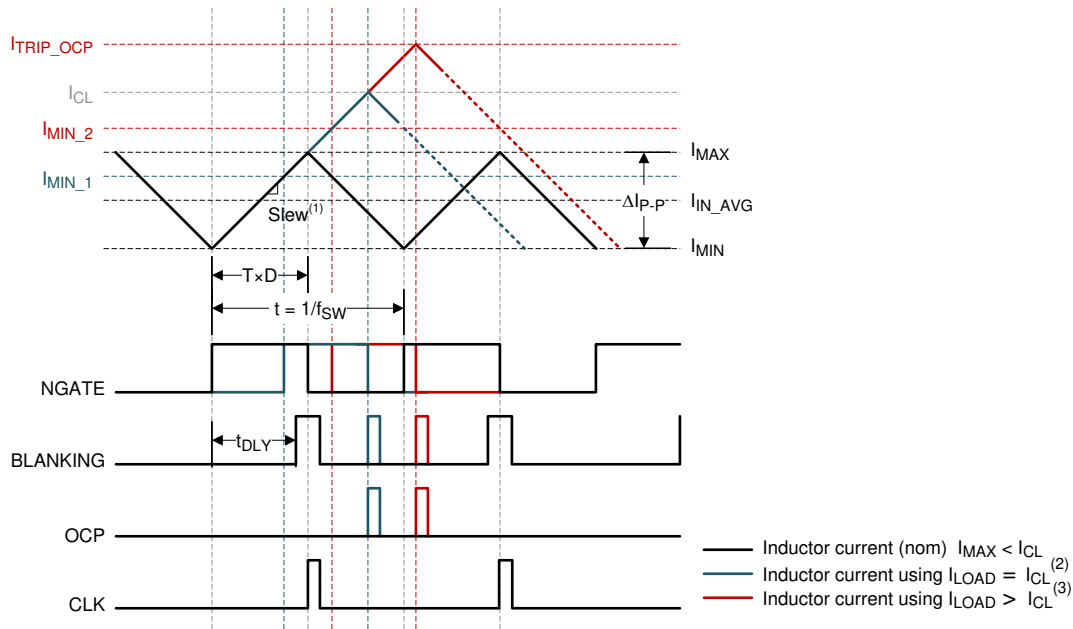 I_TRIP_OCP
I_CL
I_MIN_2
I_MAX
I_MIN_1
ΔI_P-P
I_IN_AVG
Slew(1)
I_MIN
T×D
t = 1/f_SW
NGATE
t_DLY
BLANKING
OCP
Inductor current (nom) I_MAX < I_CL
Inductor current using I_LOAD = I_CL(2)
Inductor current using I_LOAD > I_CL(3)
CLK